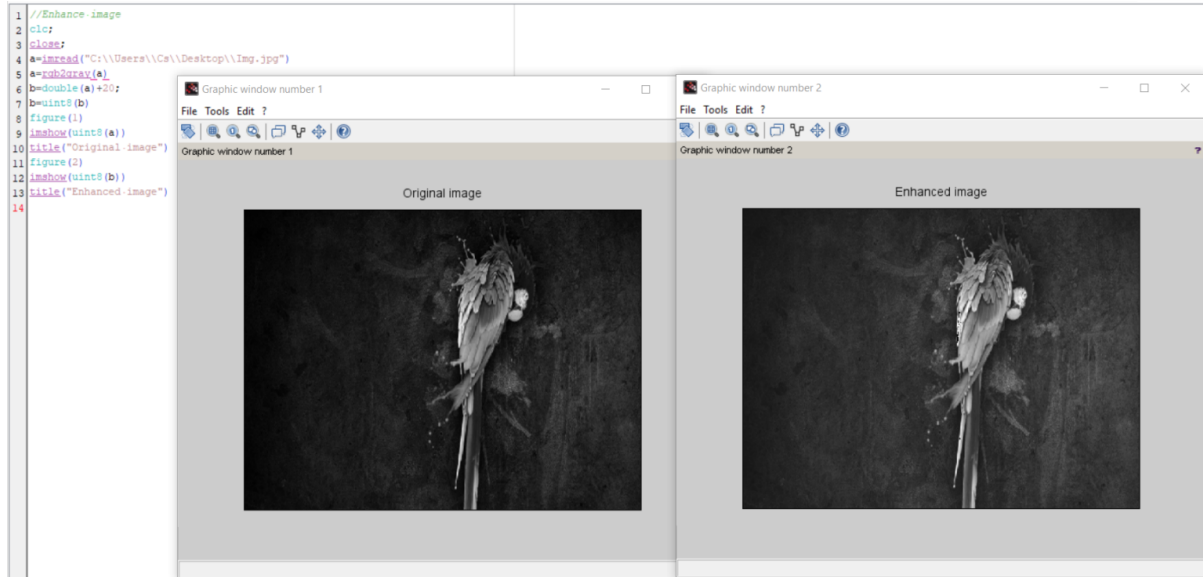 1 //Enhance image
2 clc;
3 close;
4 a=imread("C:\\Users\\Cs\\Desktop\\Img.jpg")
5 a=rgb2gray(a)
6 b=double(a)+20;
7 b=uint8(b)
8 figure(1)
9 imshow(uint8(a))
10 title("Original image")
11 figure(2)
12 imshow(uint8(b))
13 title("Enhanced image")
14
Graphic window number 1
File Tools Edit ?
Graphic window number 1
Original image
Graphic window number 2
File Tools Edit ?
Graphic window number 2 ?
Enhanced image